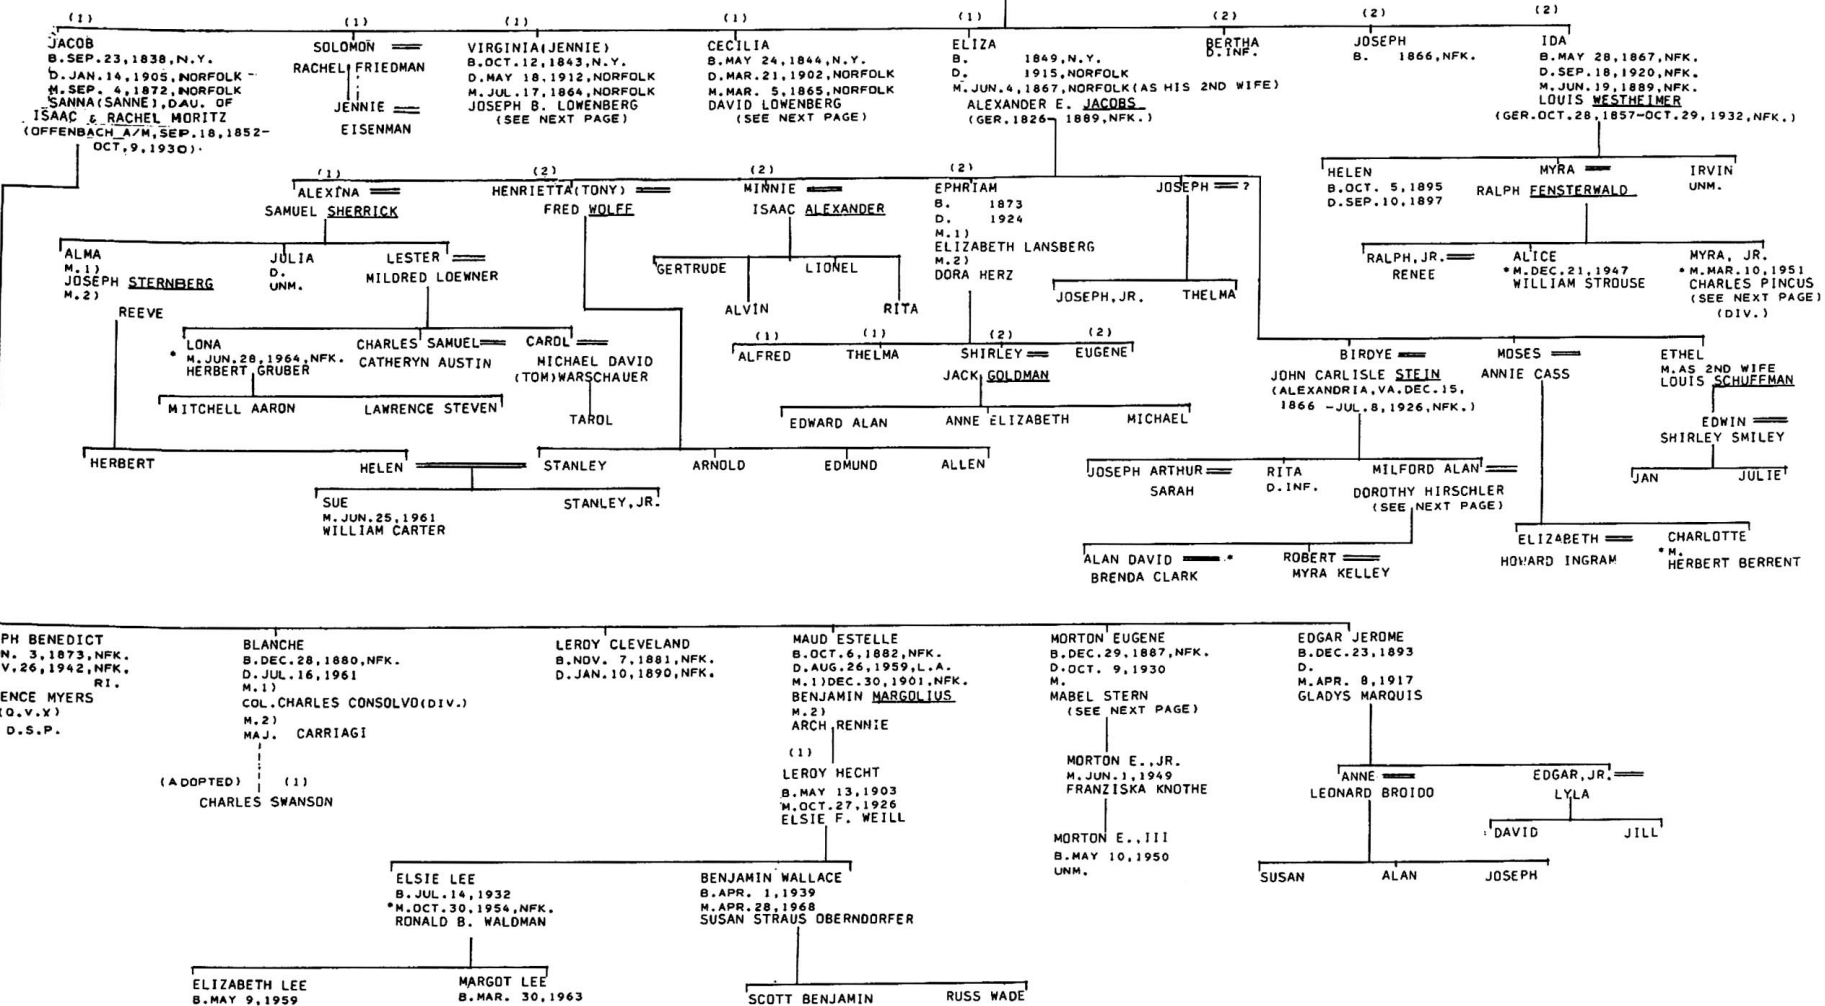 (1) (1) (1) (1) (1) (2) (2) (2)
JACOB
B.SEP.23,1838,N.Y.
D.JAN.14,1905,NORFOLK
M.SEP. 4,1872,NORFOLK
SANNA(SANNE),DAU. OF
ISAAC & RACHEL MORITZ
(OFFENBACH A/M,SEP.18,1852-
OCT.9,1930).
SOLOMON
RACHEL FRIEDMAN
JENNIE
EISENMAN
VIRGINIA(JENNIE)
B.OCT.12,1843,N.Y.
D.MAY 18,1912,NORFOLK
M.JUL.17,1864,NORFOLK
JOSEPH B. LOWENBERG
(SEE NEXT PAGE)
CECILIA
B.MAY 24,1844,N.Y.
D.MAR.21,1902,NORFOLK
M.MAR. 5,1865,NORFOLK
DAVID LOWENBERG
(SEE NEXT PAGE)
ELIZA
B. 1849,N.Y.
D. 1915,NORFOLK
M.JUN.4,1867,NORFOLK(AS HIS 2ND WIFE)
ALEXANDER E. JACOBS
(GER.1826- 1889,NFK.)
BERTHA
D.INF.
JOSEPH
B. 1866,NFK.
IDA
B.MAY 28,1867,NFK.
D.SEP.18,1920,NFK.
M.JUN.19,1889,NFK.
LOUIS WESTHEIMER
(GER.OCT.28,1857-OCT.29,1932,NFK.)
HELEN
B.OCT. 5,1895
D.SEP.10,1897
MYRA
RALPH FENSTERWALD
IRVIN
UNM.
RALPH,JR.
RENEE
ALICE
*M.DEC.21,1947
WILLIAM STROUSE
MYRA, JR.
*M.MAR.10,1951
CHARLES PINCUS
(SEE NEXT PAGE)
(DIV.)
(1) (2) (2) (2)
ALEXINA
SAMUEL SHERRICK
HENRIETTA(TONY)
FRED WOLFF
MINNIE
ISAAC ALEXANDER
EPHRIAM
B. 1873
D. 1924
M.1)
ELIZABETH LANSBERG
M.2)
DORA HERZ
JOSEPH ?
ALMA
M.1)
JOSEPH STERNBERG
M.2)
REEVE
JULIA
D.
UNM.
LESTER
MILDRED LOEWNER
GERTRUDE
ALVIN
LIONEL
RITA
JOSEPH,JR.
THELMA
LONA
* M.JUN.28,1964,NFK.
HERBERT GRUBER
CHARLES SAMUEL
CATHERYN AUSTIN
CAROL
MICHAEL DAVID
(TOM)WARSCHAUER
TAROL
MITCHELL AARON
LAWRENCE STEVEN
(1) (1) (2) (2)
ALFRED
THELMA
SHIRLEY
JACK GOLDMAN
EUGENE
EDWARD ALAN
ANNE ELIZABETH
MICHAEL
BIRDYE
JOHN CARLISLE STEIN
(ALEXANDRIA,VA.DEC.15,
1866 -JUL.8,1926,NFK.)
MOSES
ANNIE CASS
ETHEL
M.AS 2ND WIFE
LOUIS SCHUFFMAN
EDWIN
SHIRLEY SMILEY
JAN
JULIE
HERBERT
HELEN
STANLEY
ARNOLD
EDMUND
ALLEN
SUE
M.JUN.25,1961
WILLIAM CARTER
STANLEY,JR.
JOSEPH ARTHUR
SARAH
RITA
D.INF.
MILFORD ALAN
DOROTHY HIRSCHLER
(SEE NEXT PAGE)
ALAN DAVID *
BRENDA CLARK
ROBERT
MYRA KELLEY
ELIZABETH
HOWARD INGRAM
CHARLOTTE
*M.
HERBERT BERRENT
PH BENEDICT
N. 3,1873,NFK.
V.26,1942,NFK.
RI.
ENCE MYERS
(Q.V.X)
D.S.P.
BLANCHE
B.DEC.28,1880,NFK.
D.JUL.16,1961
M.1)
COL.CHARLES CONSOLVO(DIV.)
M.2)
MAJ. CARRIAGI
(ADOPTED) (1)
CHARLES SWANSON
LEROY CLEVELAND
B.NOV. 7,1881,NFK.
D.JAN.10,1890,NFK.
MAUD ESTELLE
B.OCT.6,1882,NFK.
D.AUG.26,1959,L.A.
M.1)DEC.30,1901,NFK.
BENJAMIN MARGOLIUS
M.2)
ARCH RENNIE
(1)
LEROY HECHT
B.MAY 13,1903
M.OCT.27,1926
ELSIE F. WEILL
MORTON EUGENE
B.DEC.29,1887,NFK.
D.OCT. 9,1930
M.
MABEL STERN
(SEE NEXT PAGE)
MORTON E.,JR.
M.JUN.1,1949
FRANZISKA KNOTHE
MORTON E.,III
B.MAY 10,1950
UNM.
EDGAR JEROME
B.DEC.23,1893
D.
M.APR. 8,1917
GLADYS MARQUIS
ANNE
LEONARD BROIDO
EDGAR,JR.
LYLA
DAVID
JILL
SUSAN
ALAN
JOSEPH
ELSIE LEE
B.JUL.14,1932
*M.OCT.30,1954,NFK.
RONALD B. WALDMAN
BENJAMIN WALLACE
B.APR. 1,1939
M.APR.28,1968
SUSAN STRAUS OBERNDORFER
ELIZABETH LEE
B.MAY 9,1959
MARGOT LEE
B.MAR. 30,1963
SCOTT BENJAMIN
RUSS WADE